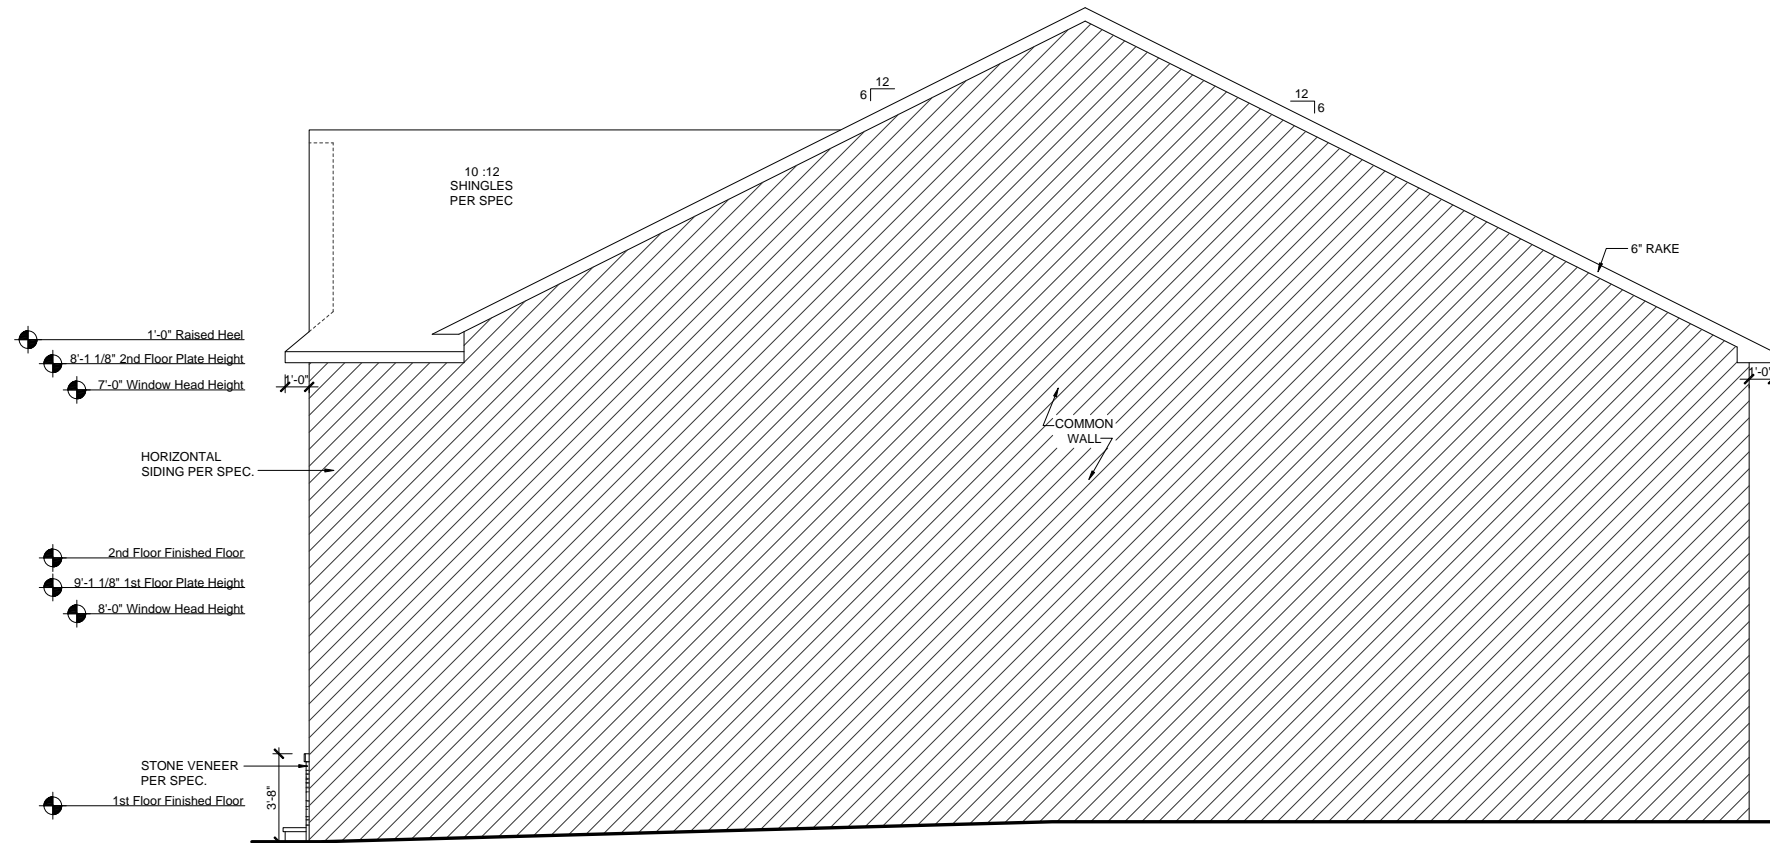 12
6
12
6
10 :12
SHINGLES
PER SPEC
6" RAKE
1'-0" Raised Heel
8'-1 1/8" 2nd Floor Plate Height
7'-0" Window Head Height
1'-0"
1'-0"
COMMON
WALL
HORIZONTAL
SIDING PER SPEC.
2nd Floor Finished Floor
9'-1 1/8" 1st Floor Plate Height
8'-0" Window Head Height
STONE VENEER
PER SPEC.
3'-8"
1st Floor Finished Floor